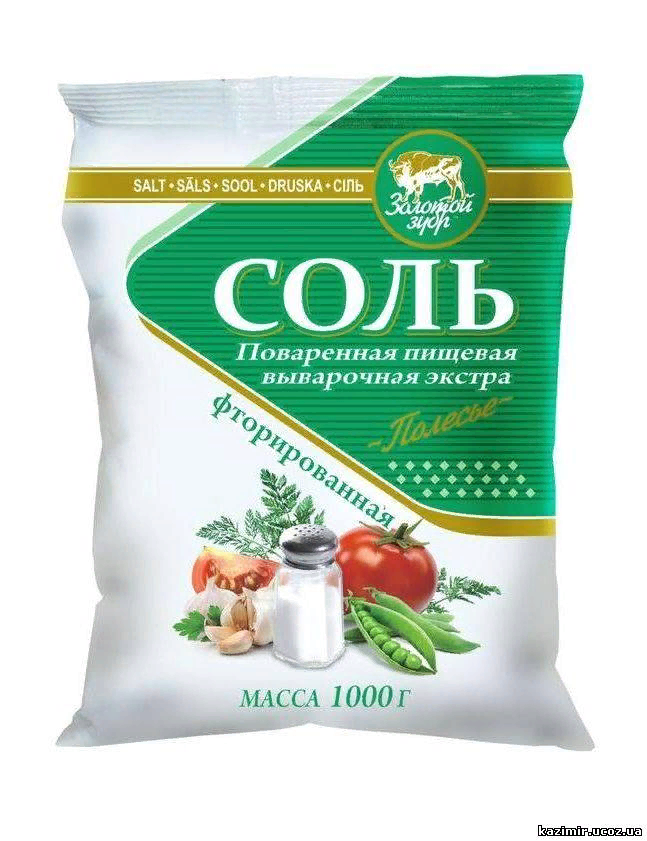 SALT • SĀLS • SOOL • DRUSKA • СІЛЬ
Золотой
зубр
СОЛЬ
Поваренная пищевая
выварочная экстра
~Полесье~
фторированная
МАССА 1000 Г
kazimir.ucoz.ua